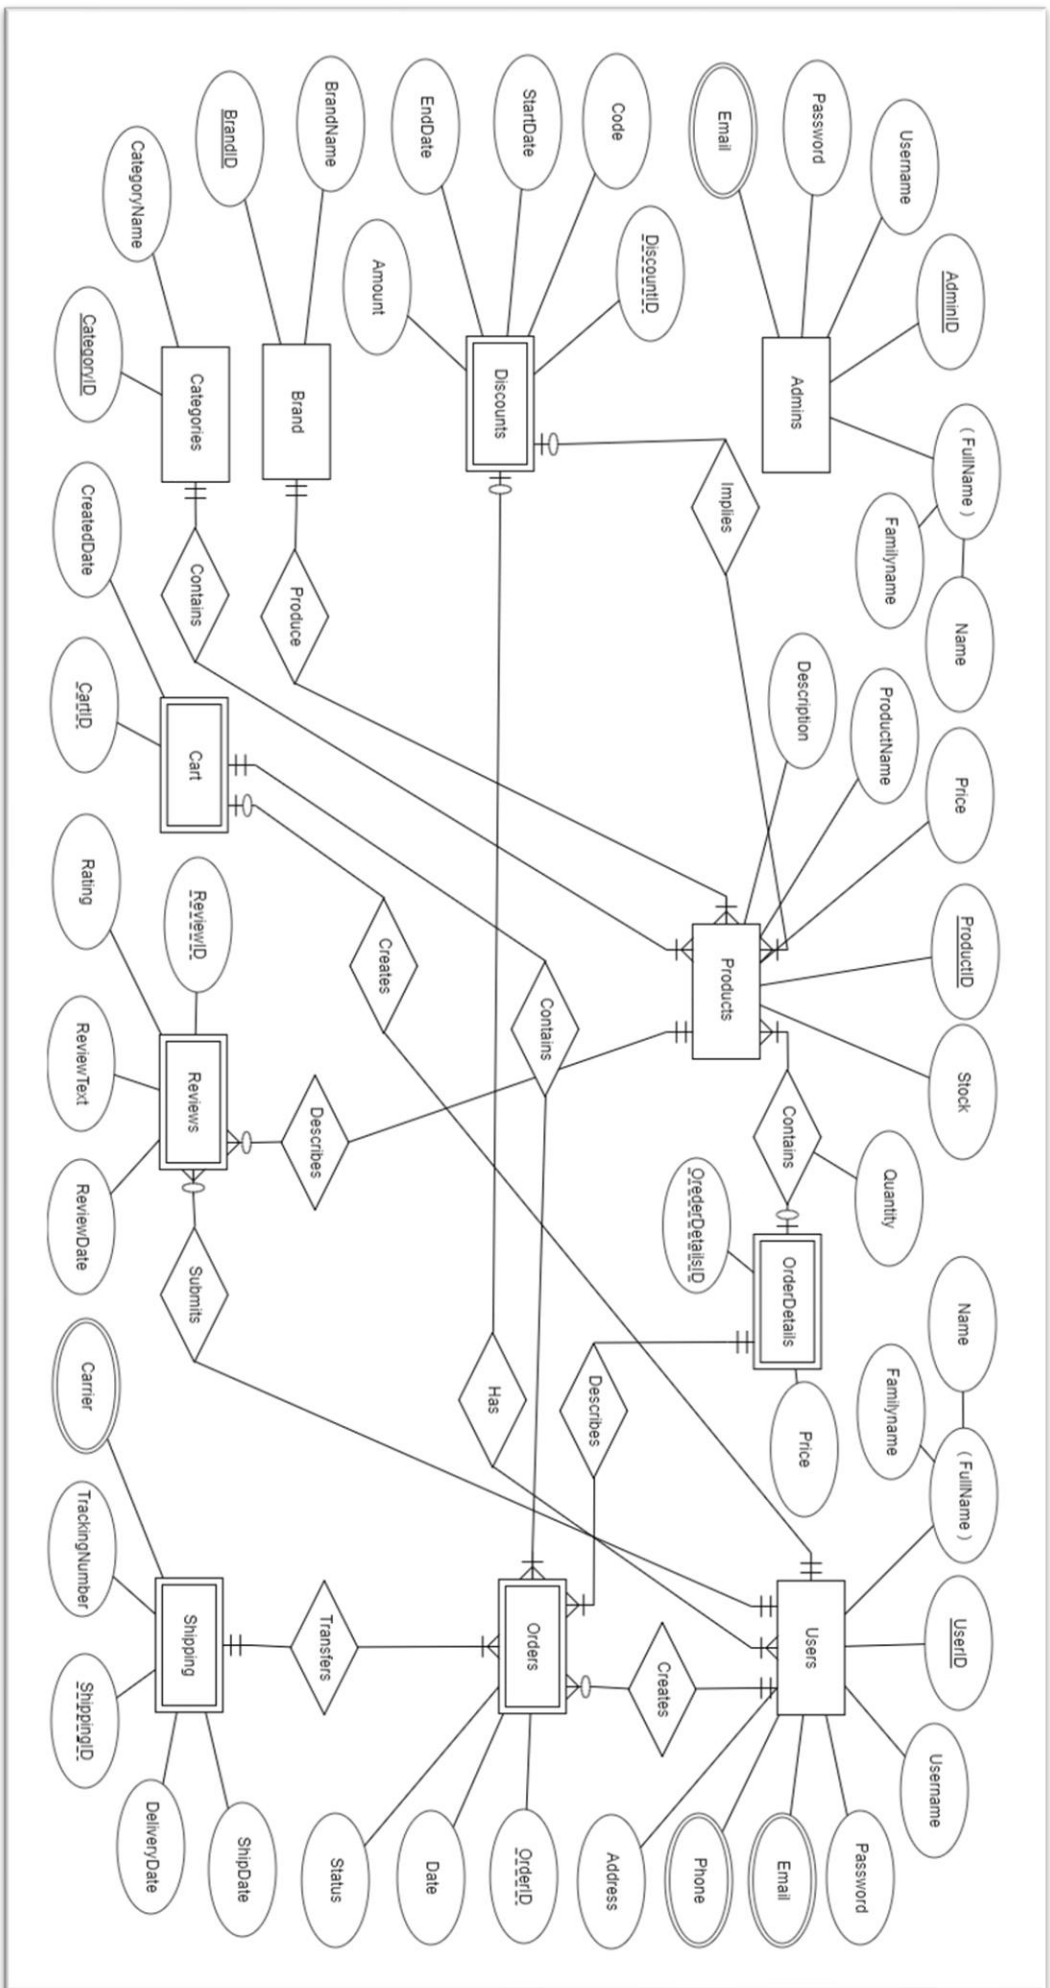 AdminID
( FullName )
Name
Price
ProductID
Stock
Name
( FullName )
UserID
Username
Familyname
ProductName
Quantity
Familyname
Username
Password
Admins
Description
Contains
OrderDetails
Price
Users
Password
Email
Implies
Products
OrederDetailsID
Creates
Email
Phone
Code
DiscountID
Describes
Address
StartDate
Discounts
Contains
Has
Orders
OrderID
EndDate
Amount
Creates
Date
BrandName
Brand
Produce
Describes
Transfers
Status
BrandID
ShipDate
Categories
Contains
Cart
ReviewID
Reviews
Submits
Shipping
CategoryName
DeliveryDate
CategoryID
CreatedDate
CartID
Rating
ReviewText
ReviewDate
Carrier
TrackingNumber
ShippingID